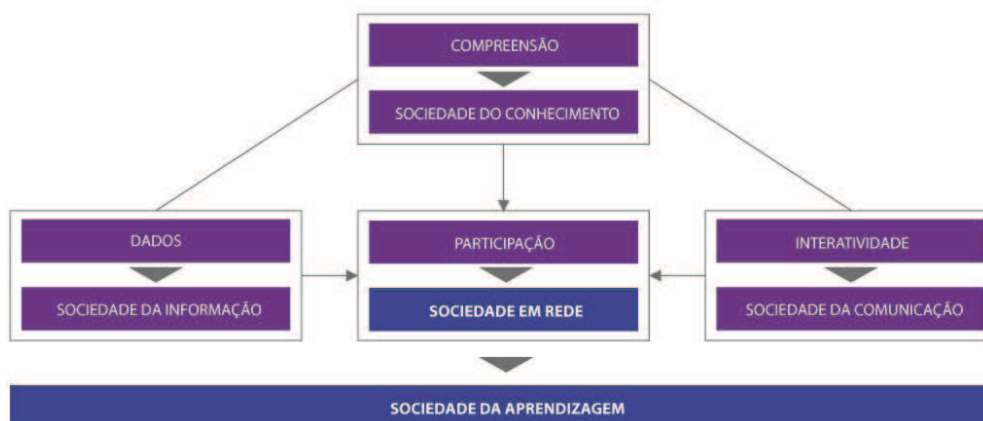 COMPREENSÃO
SOCIEDADE DO CONHECIMENTO
DADOS
SOCIEDADE DA INFORMAÇÃO
PARTICIPAÇÃO
SOCIEDADE EM REDE
INTERATIVIDADE
SOCIEDADE DA COMUNICAÇÃO
SOCIEDADE DA APRENDIZAGEM